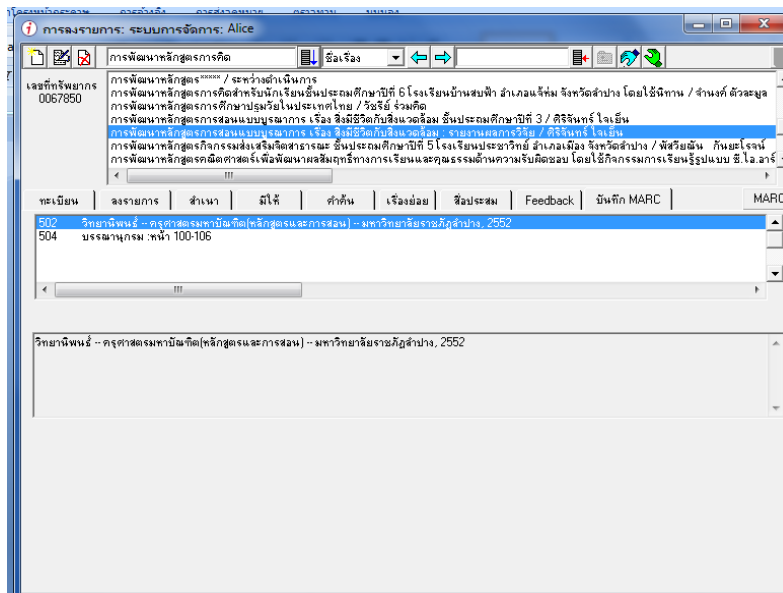 การลงรายการ: ระบบการจัดการ: Alice
การพัฒนาหลักสูตรการคิด ชื่อเรื่อง
เลขที่ทรัพยากร
0067850
การพัฒนาหลักสูตร***** / ระหว่างดำเนินการ
การพัฒนาหลักสูตรการคิดสำหรับนักเรียนชั้นประถมศึกษาปีที่ 6 โรงเรียนบ้านสบฟ้า อำเภอแจ้ห่ม จังหวัดลำปาง โดยใช้นิทาน / จำนงค์ ตัวละมูล
การพัฒนาหลักสูตรการศึกษาปฐมวัยในประเทศไทย / วัชรีย์ ร่วมคิด
การพัฒนาหลักสูตรการสอนแบบบูรณาการ เรื่อง สิ่งมีชีวิตกับสิ่งแวดล้อม ชั้นประถมศึกษาปีที่ 3 / ศิริจันทร์ ใจเย็น
การพัฒนาหลักสูตรการสอนแบบบูรณาการ เรื่อง สิ่งมีชีวิตกับสิ่งแวดล้อม : รายงานผลการวิจัย / ศิริจันทร์ ใจเย็น
การพัฒนาหลักสูตรกิจกรรมส่งเสริมจิตสาธารณะ ชั้นประถมศึกษาปีที่ 5 โรงเรียนประชาวิทย์ อำเภอเมือง จังหวัดลำปาง / พัสวียฌัน กันยะโรจน์
การพัฒนาหลักสูตรคณิตศาสตร์เพื่อพัฒนาผลสัมฤทธิ์ทางการเรียนและคุณธรรมด้านความรับผิดชอบ โดยใช้กิจกรรมการเรียนรู้รูปแบบ ซี.ไอ.อาร์
ทะเบียน ลงรายการ สำเนา มีให้ คำค้น เรื่องย่อย ชื่อประสม Feedback บันทึก MARC MARC
502 วิทยานิพนธ์ -- ครุศาสตรมหาบัณฑิต(หลักสูตรและการสอน) -- มหาวิทยาลัยราชภัฏลำปาง, 2552
504 บรรณานุกรม :หน้า 100-106
วิทยานิพนธ์ -- ครุศาสตรมหาบัณฑิต(หลักสูตรและการสอน) -- มหาวิทยาลัยราชภัฏลำปาง, 2552